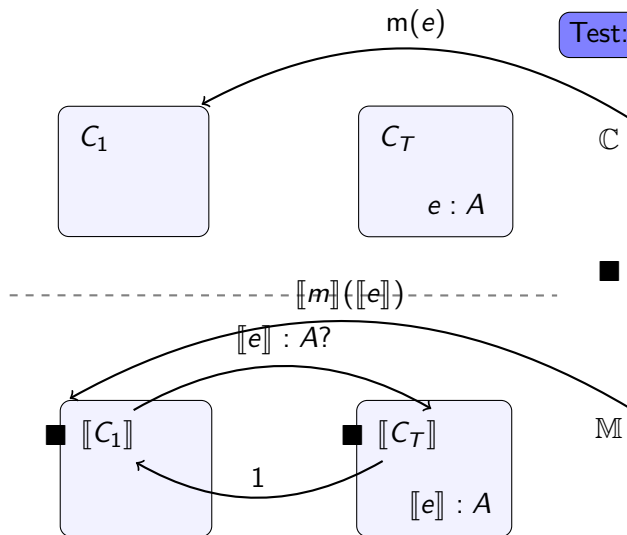 m(e)
Test:
C₁
C_T
ℂ
e : A
⟦m⟧(⟦e⟧)
⟦e⟧ : A?
⟦C₁⟧
⟦C_T⟧
𝕄
1
⟦e⟧ : A